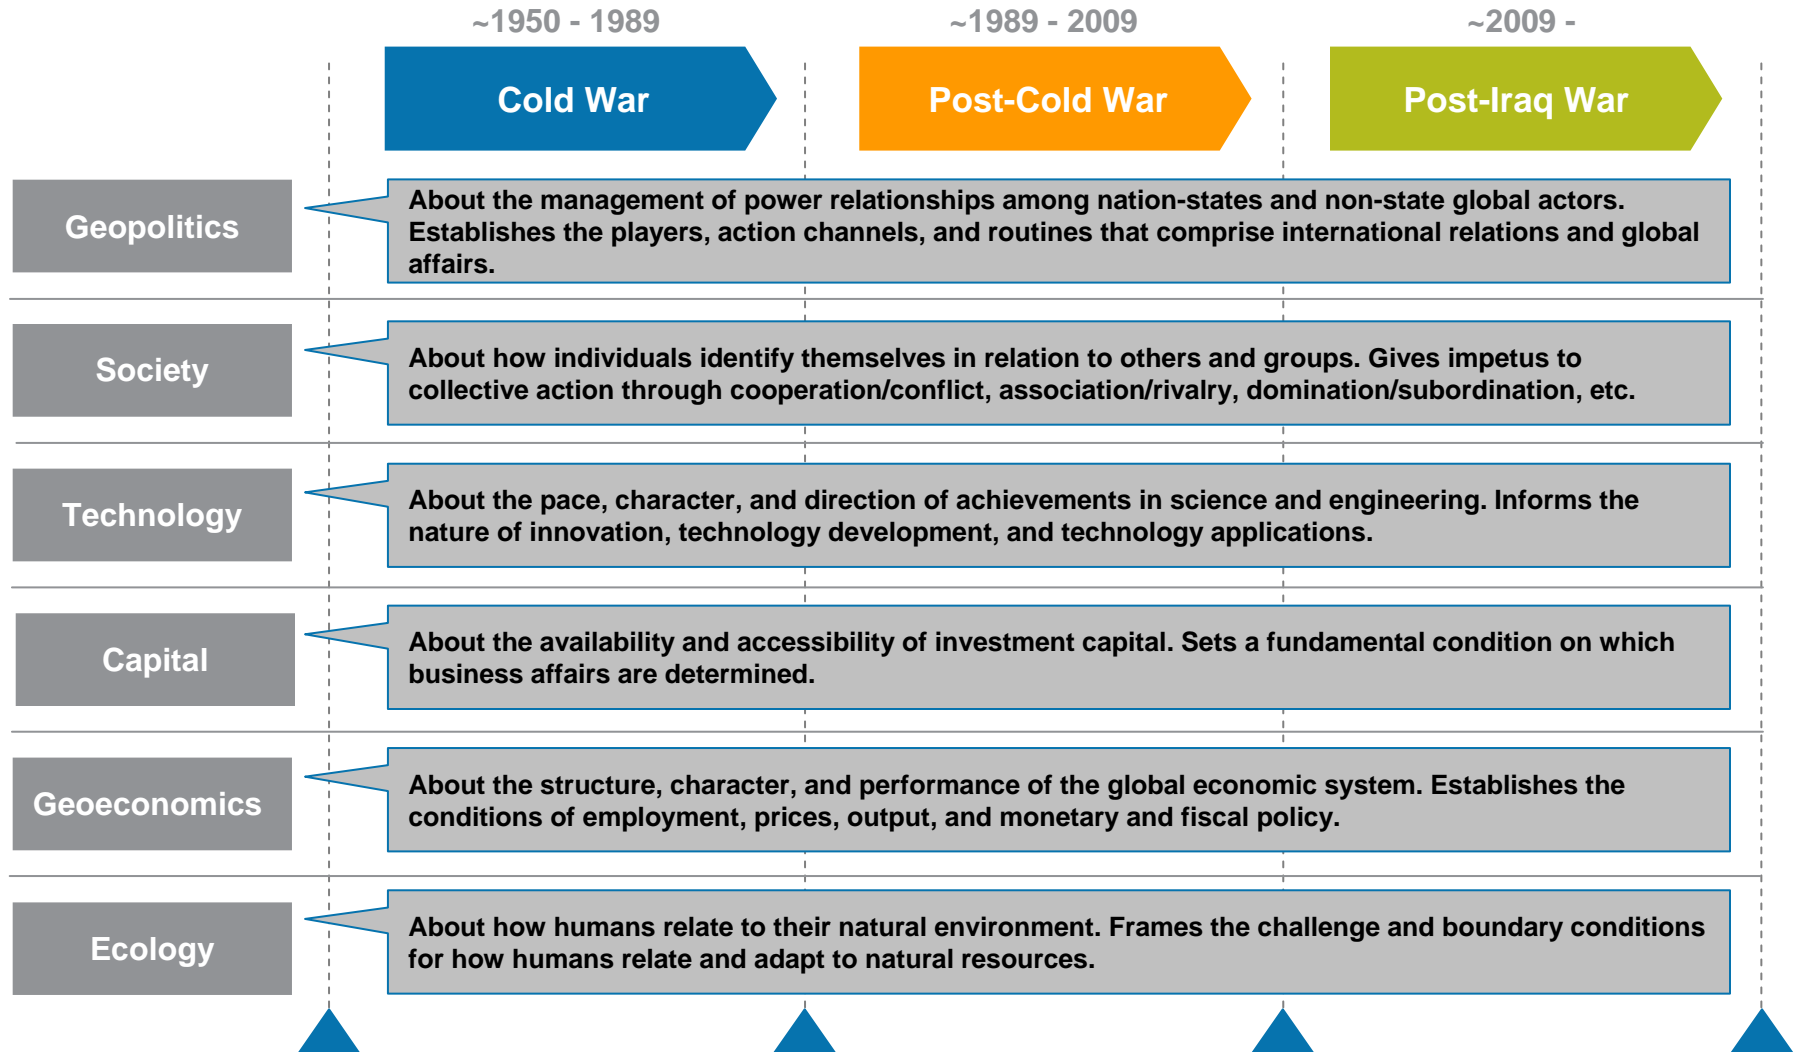 ~1950 - 1989
~1989 - 2009
~2009 -
Cold War
Post-Cold War
Post-Iraq War
Geopolitics
About the management of power relationships among nation-states and non-state global actors.
Establishes the players, action channels, and routines that comprise international relations and global
affairs.
Society
About how individuals identify themselves in relation to others and groups. Gives impetus to
collective action through cooperation/conflict, association/rivalry, domination/subordination, etc.
Technology
About the pace, character, and direction of achievements in science and engineering. Informs the
nature of innovation, technology development, and technology applications.
Capital
About the availability and accessibility of investment capital. Sets a fundamental condition on which
business affairs are determined.
Geoeconomics
About the structure, character, and performance of the global economic system. Establishes the
conditions of employment, prices, output, and monetary and fiscal policy.
Ecology
About how humans relate to their natural environment. Frames the challenge and boundary conditions
for how humans relate and adapt to natural resources.